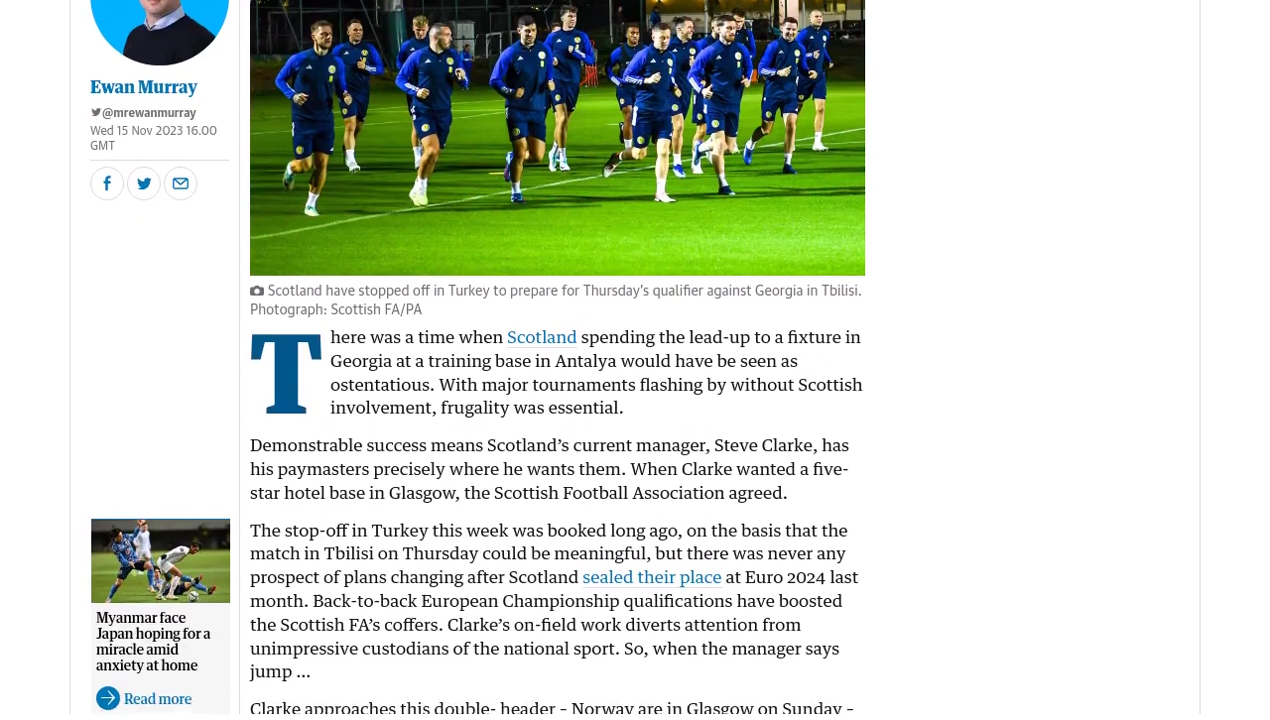 Ewan Murray
@mrewanmurray
Wed 15 Nov 2023 16.00
GMT
Scotland have stopped off in Turkey to prepare for Thursday’s qualifier against Georgia in Tbilisi.
Photograph: Scottish FA/PA
There was a time when Scotland spending the lead-up to a fixture in
Georgia at a training base in Antalya would have be seen as
ostentatious. With major tournaments flashing by without Scottish
involvement, frugality was essential.
Demonstrable success means Scotland’s current manager, Steve Clarke, has
his paymasters precisely where he wants them. When Clarke wanted a five-
star hotel base in Glasgow, the Scottish Football Association agreed.
The stop-off in Turkey this week was booked long ago, on the basis that the
match in Tbilisi on Thursday could be meaningful, but there was never any
prospect of plans changing after Scotland sealed their place at Euro 2024 last
month. Back-to-back European Championship qualifications have boosted
the Scottish FA’s coffers. Clarke’s on-field work diverts attention from
unimpressive custodians of the national sport. So, when the manager says
jump …
Clarke approaches this double- header – Norway are in Glasgow on Sunday –
Myanmar face
Japan hoping for a
miracle amid
anxiety at home
Read more